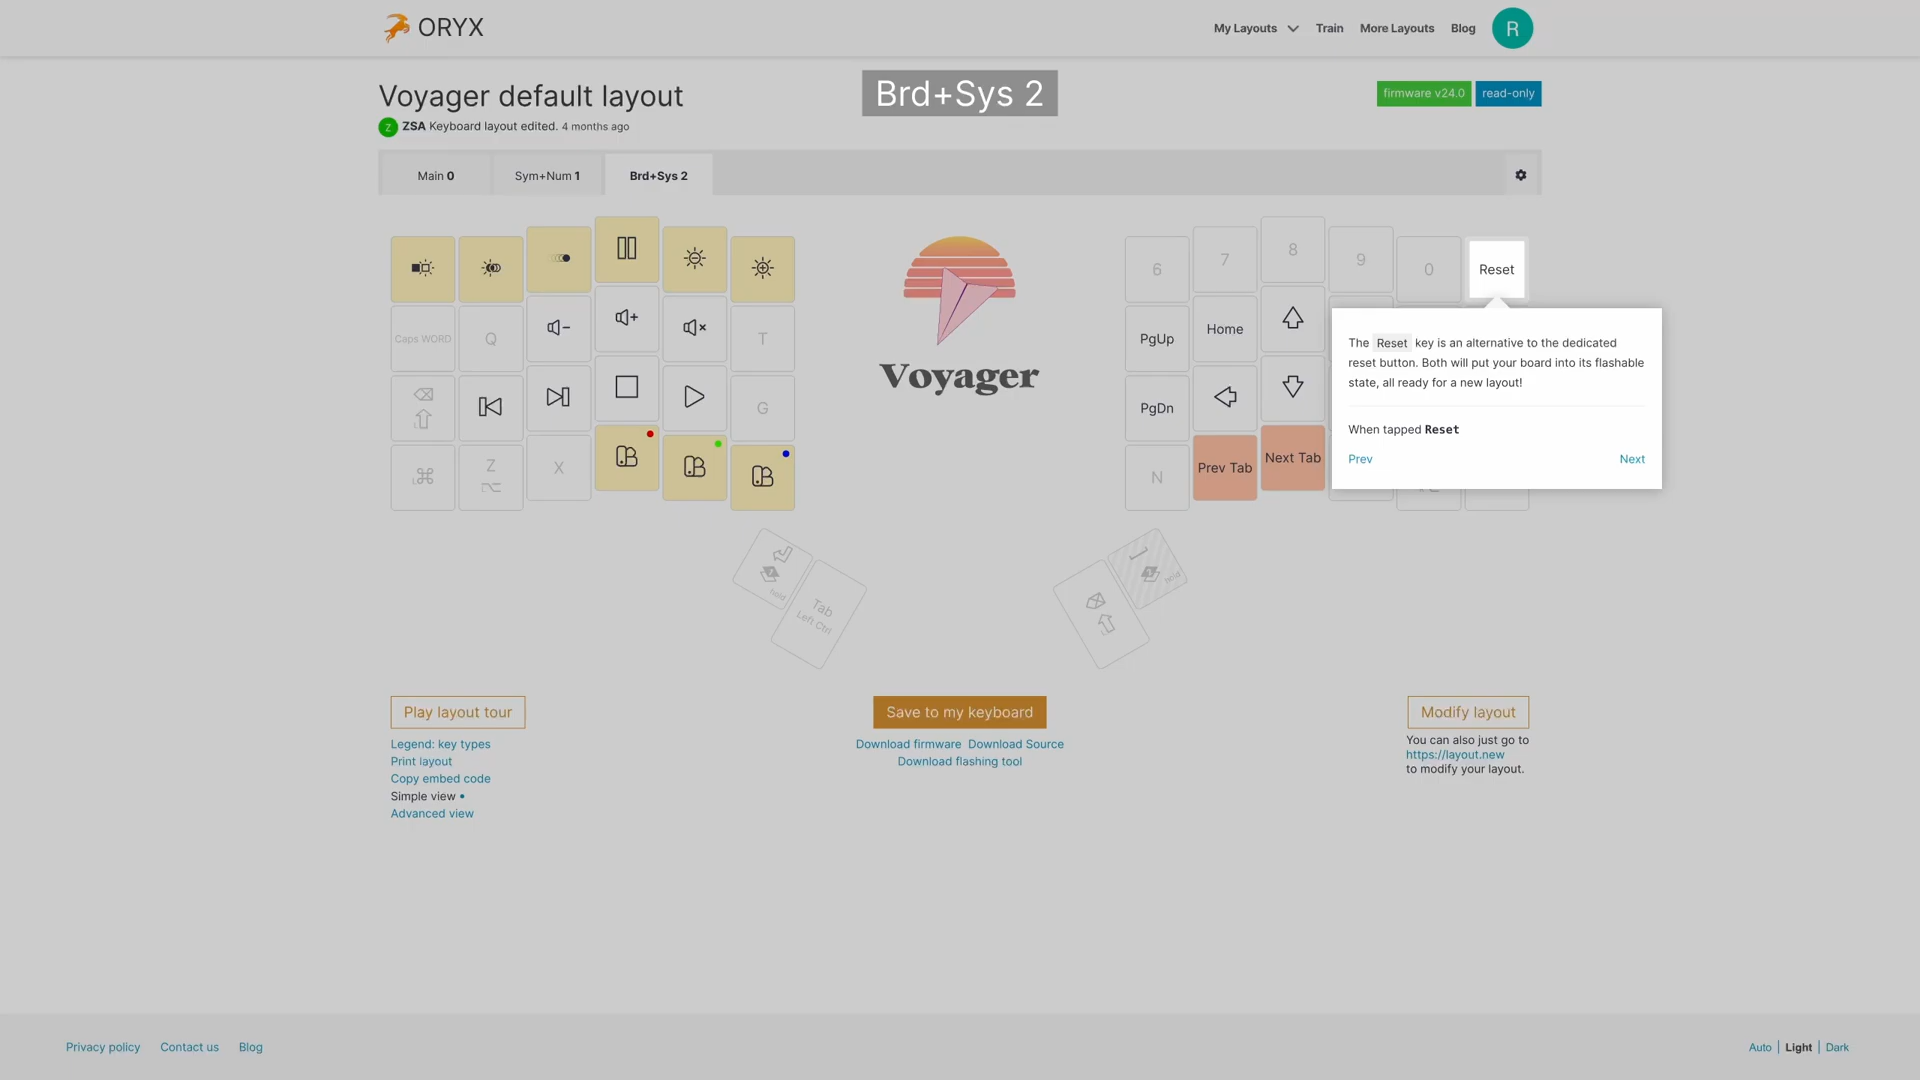 ORYX
My Layouts
Train
More Layouts
Blog
R
Voyager default layout
Brd+Sys 2
firmware v24.0
read-only
Z
ZSA Keyboard layout edited. 4 months ago
Main 0
Sym+Num 1
Brd+Sys 2
6
7
8
9
0
Reset
Caps WORD
Q
T
PgUp
Home
G
PgDn
Z
X
N
Prev Tab
Next Tab
The Reset key is an alternative to the dedicated
reset button. Both will put your board into its flashable
state, all ready for a new layout!
When tapped Reset
Prev
Next
hold
Tab
Left Ctrl
hold
Voyager
Play layout tour
Legend: key types
Print layout
Copy embed code
Simple view •
Advanced view
Save to my keyboard
Download firmware
Download Source
Download flashing tool
Modify layout
You can also just go to
https://layout.new
to modify your layout.
Privacy policy
Contact us
Blog
Auto | Light | Dark